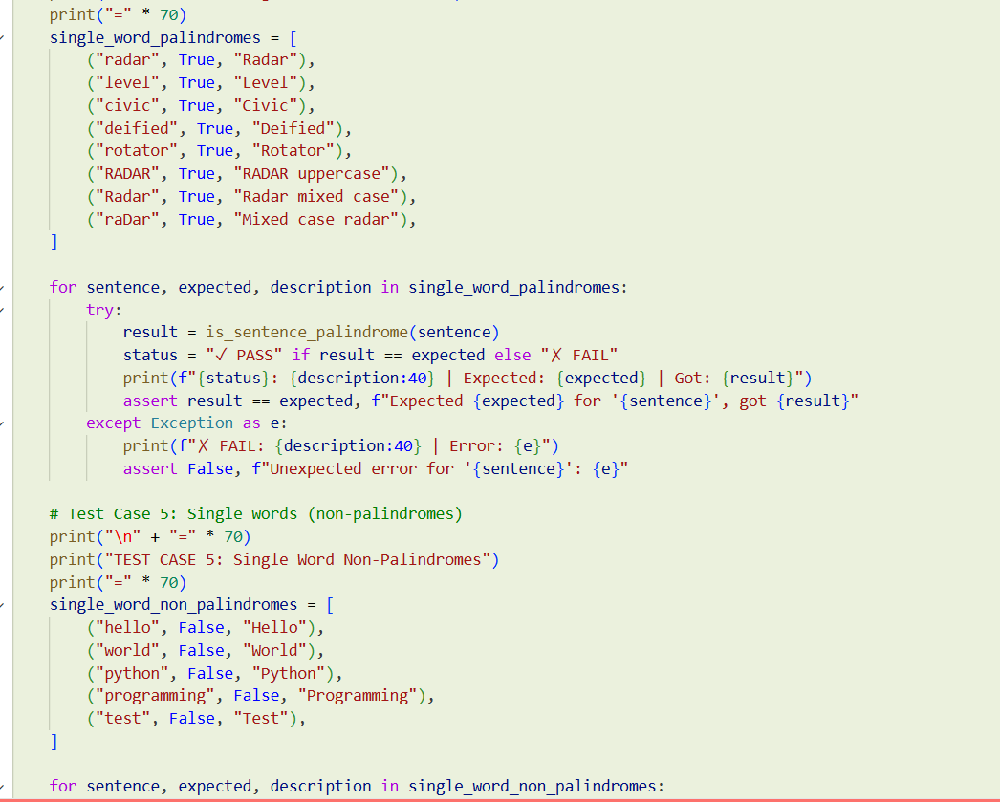 print("=" * 70)
single_word_palindromes = [
    ("radar", True, "Radar"),
    ("level", True, "Level"),
    ("civic", True, "Civic"),
    ("deified", True, "Deified"),
    ("rotator", True, "Rotator"),
    ("RADAR", True, "RADAR uppercase"),
    ("Radar", True, "Radar mixed case"),
    ("raDar", True, "Mixed case radar"),
]

for sentence, expected, description in single_word_palindromes:
    try:
        result = is_sentence_palindrome(sentence)
        status = "✓ PASS" if result == expected else "✗ FAIL"
        print(f"{status}: {description:40} | Expected: {expected} | Got: {result}")
        assert result == expected, f"Expected {expected} for '{sentence}', got {result}"
    except Exception as e:
        print(f"✗ FAIL: {description:40} | Error: {e}")
        assert False, f"Unexpected error for '{sentence}': {e}"

# Test Case 5: Single words (non-palindromes)
print("\n" + "=" * 70)
print("TEST CASE 5: Single Word Non-Palindromes")
print("=" * 70)
single_word_non_palindromes = [
    ("hello", False, "Hello"),
    ("world", False, "World"),
    ("python", False, "Python"),
    ("programming", False, "Programming"),
    ("test", False, "Test"),
]

for sentence, expected, description in single_word_non_palindromes: